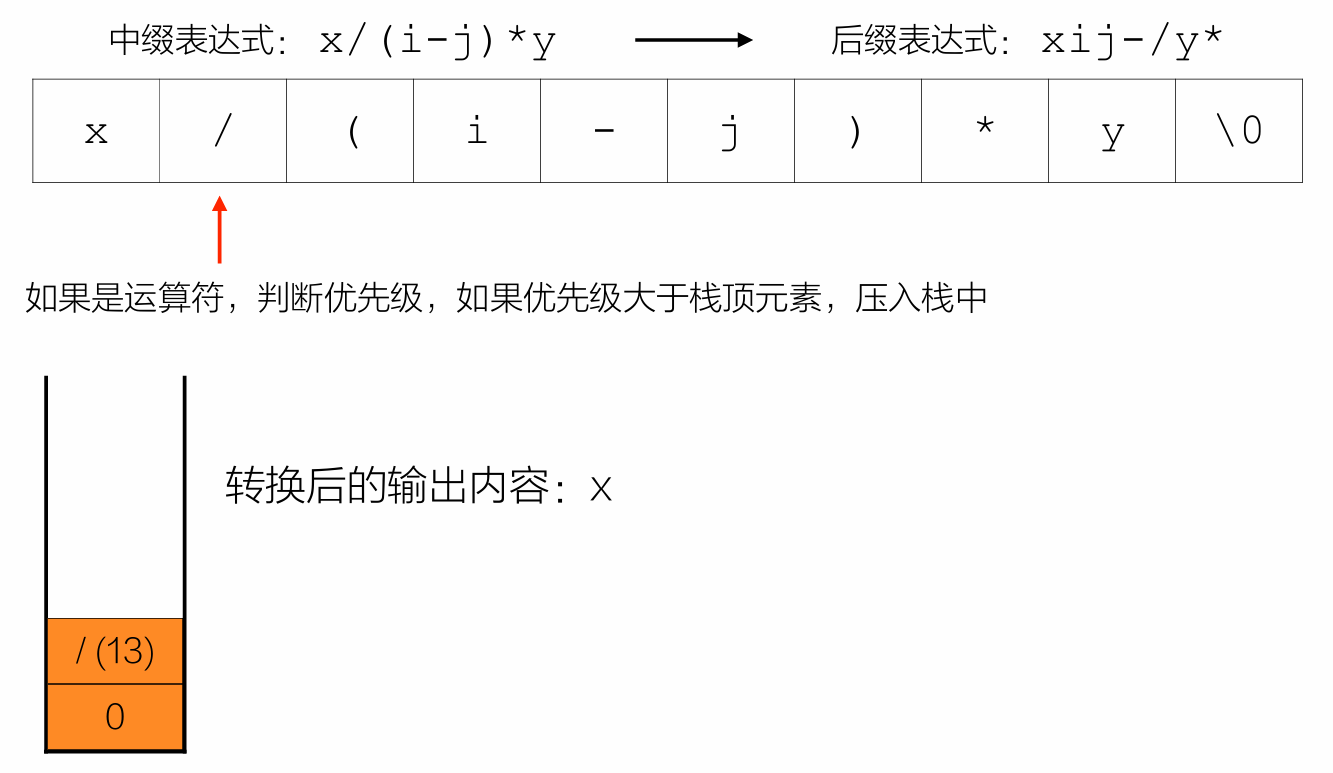 中缀表达式： x/(i-j)*y 后缀表达式： xij-/y*
x / ( i - j ) * y \0
如果是运算符，判断优先级，如果优先级大于栈顶元素，压入栈中
转换后的输出内容：x
/ (13)
0